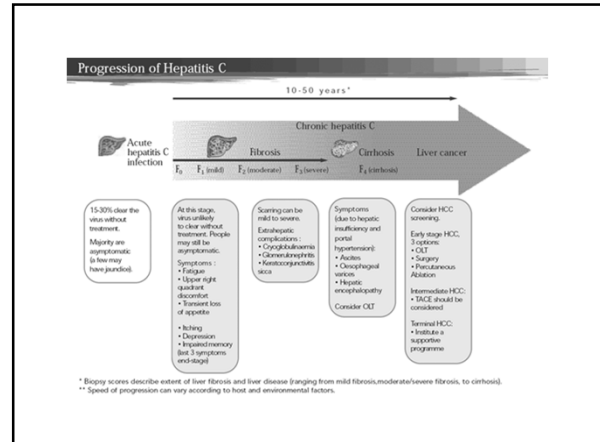 Progression of Hepatitis C
10-50 years*
Chronic hepatitis C
Acute
hepatitis C
infection
Fibrosis
Cirrhosis
Liver cancer
F0 F1 (mild) F2 (moderate) F3 (severe) F4 (cirrhosis)
15-30% clear the
virus without
treatment.
Majority are
asymptomatic
(a few may
have jaundice).
At this stage,
virus unlikely
to clear without
treatment. People
may still be
asymptomatic.
Symptoms :
• Fatigue
• Upper right
quadrant
discomfort
• Transient loss
of appetite
• Itching
• Depression
• Impaired memory
(last 3 symptoms
end-stage)
Scarring can be
mild to severe.
Extrahepatic
complications :
• Cryoglobulinaemia
• Glomerulonephritis
• Keratoconjunctivitis
sicca
Symptoms
(due to hepatic
insufficiency and
portal
hypertension):
• Ascites
• Oesophageal
varices
• Hepatic
encephalopathy
Consider OLT
Consider HCC
screening.
Early stage HCC,
3 options:
• OLT
• Surgery
• Percutaneous
Ablation
Intermediate HCC:
• TACE should be
considered
Terminal HCC:
• Institute a
supportive
programme
* Biopsy scores describe extent of liver fibrosis and liver disease (ranging from mild fibrosis,moderate/severe fibrosis, to cirrhosis).
** Speed of progression can vary according to host and environmental factors.